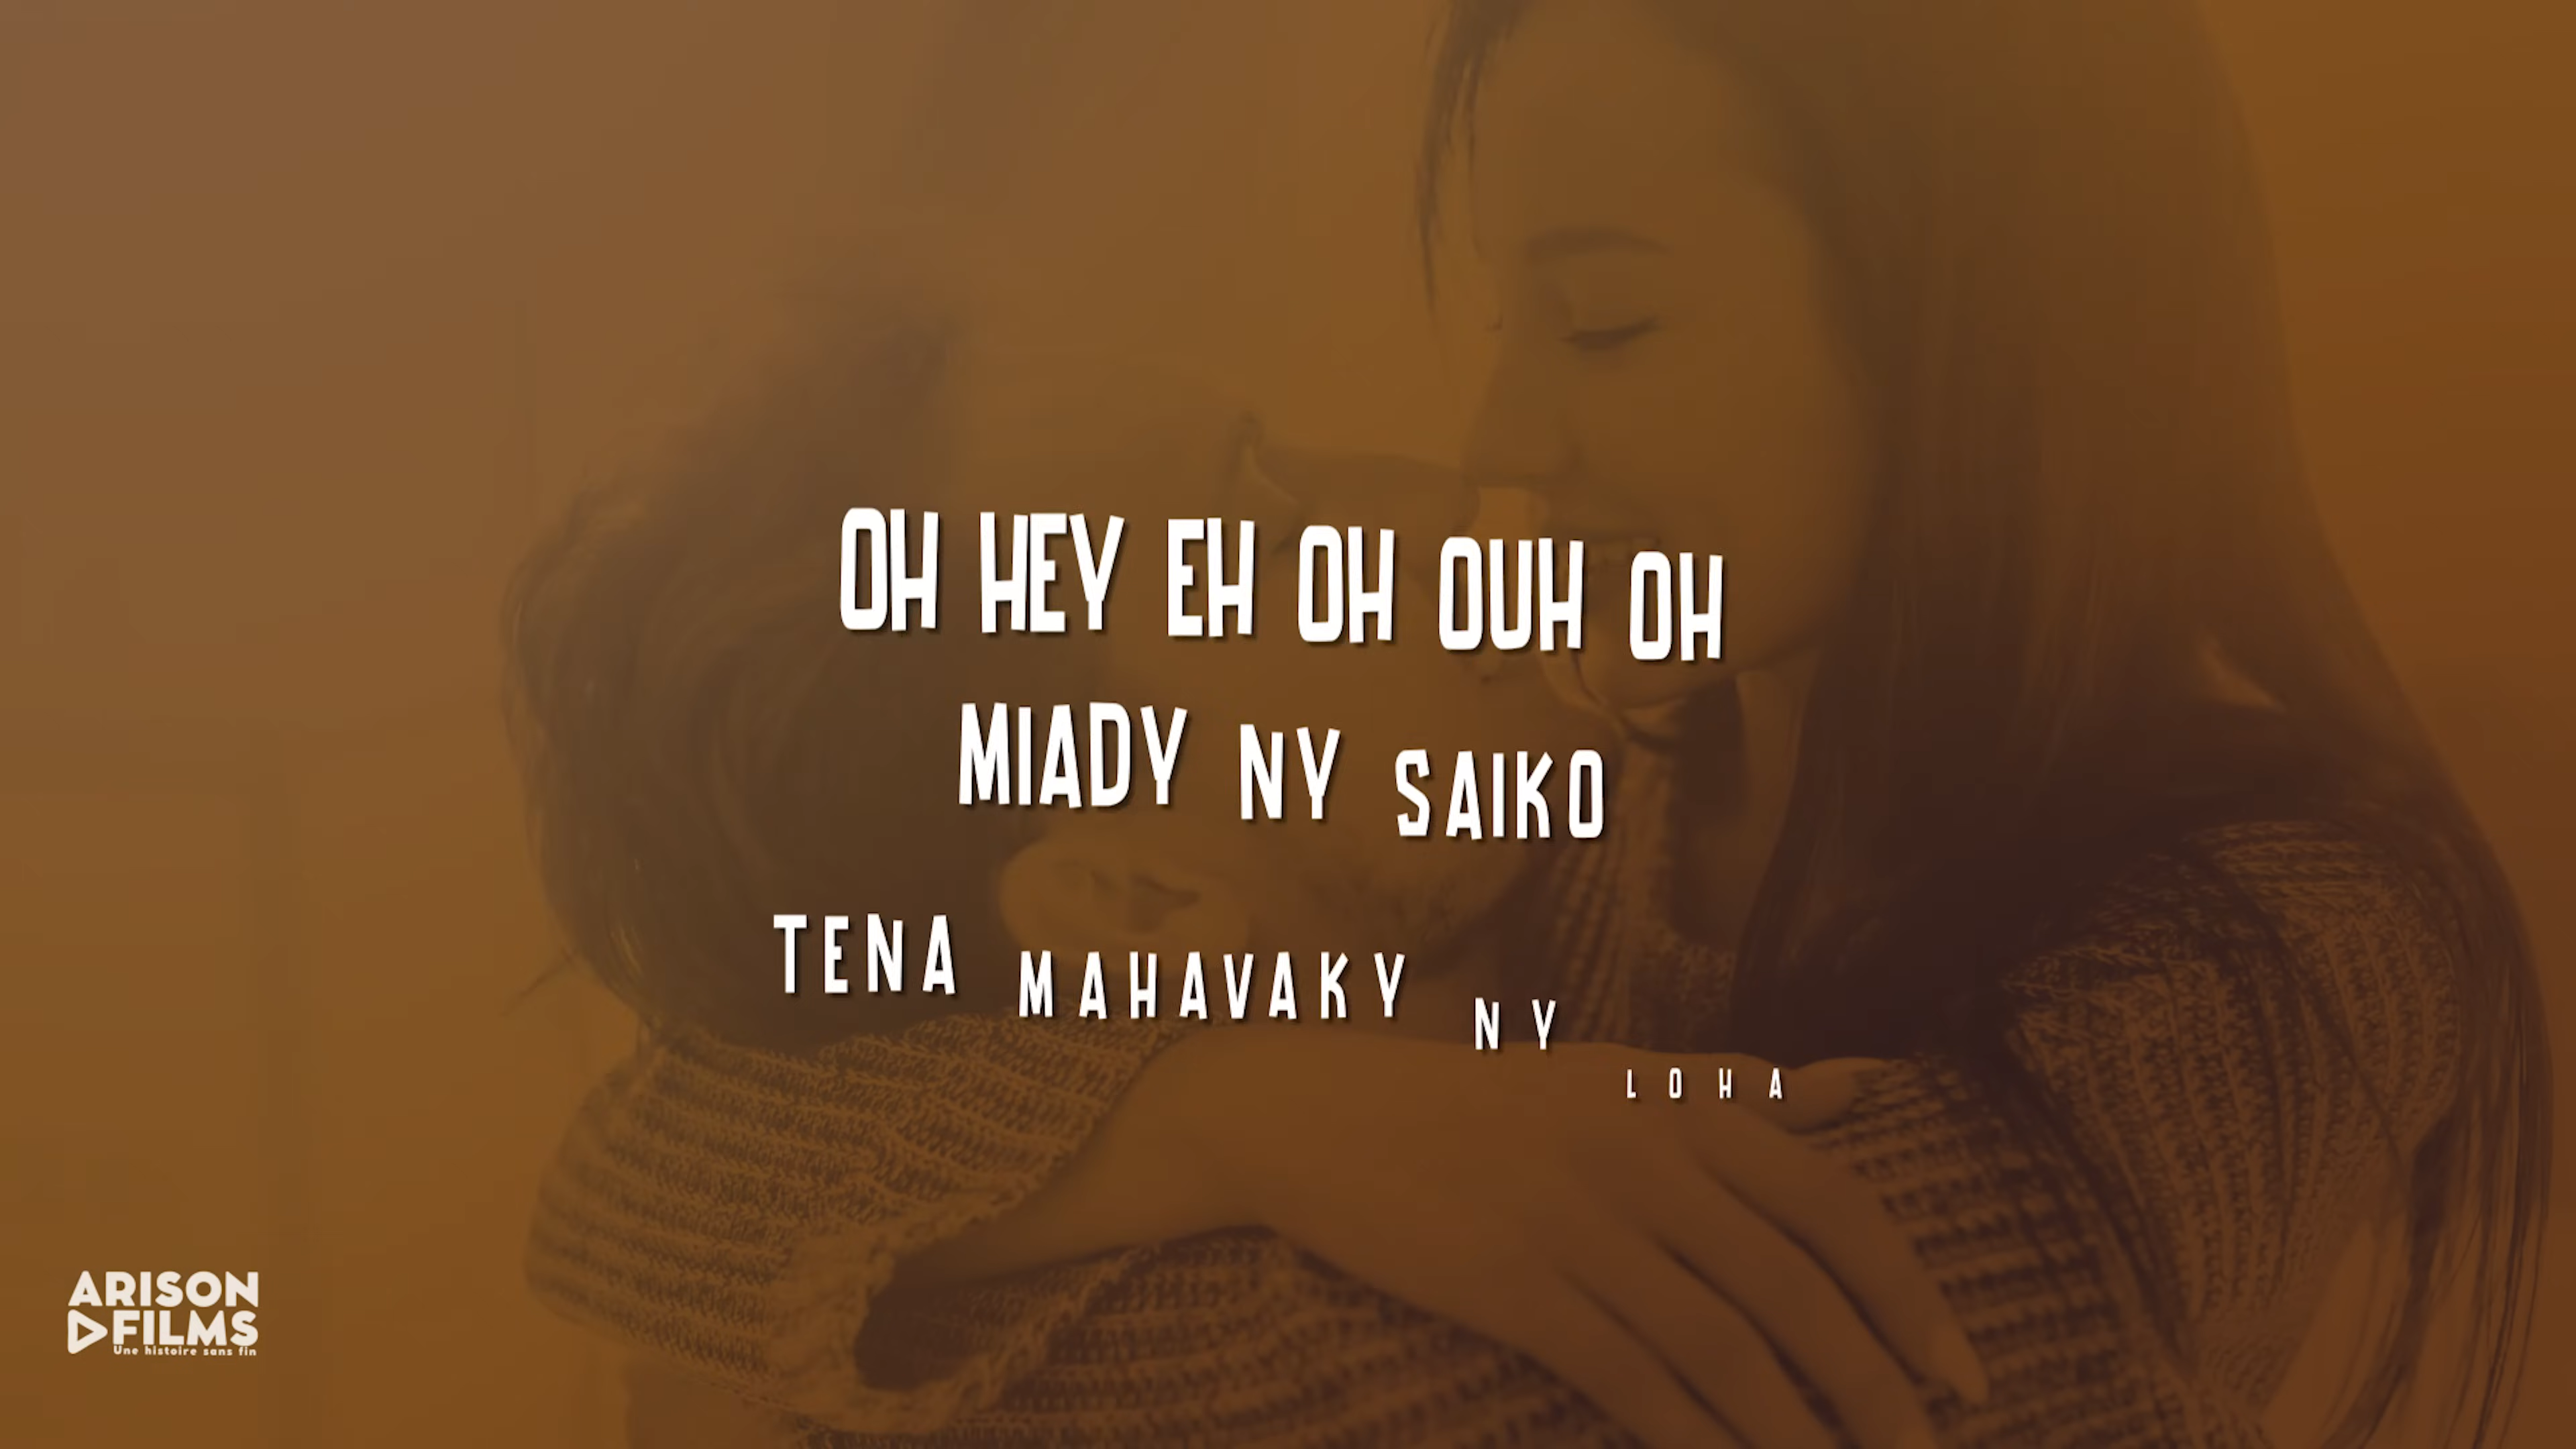 OH HEY EH OH OUH OH
MIADY NY SAIKO
TENA MAHAVAKY NY LOHA
ARISON
FILMS
Une histoire sans fin